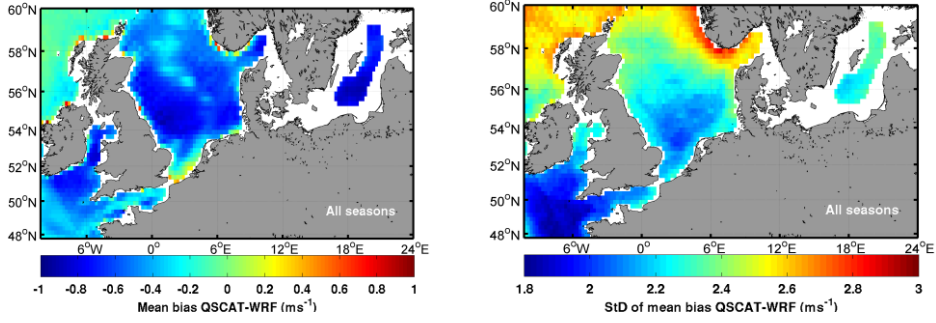 60°N
58°N
56°N
54°N
52°N
50°N
48°N
6°W 0° 6°E 12°E 18°E 24°E
All seasons
-1 -0.8 -0.6 -0.4 -0.2 0 0.2 0.4 0.6 0.8 1
Mean bias QSCAT-WRF (ms⁻¹)
60°N
58°N
56°N
54°N
52°N
50°N
48°N
6°W 0° 6°E 12°E 18°E 24°E
All seasons
1.8 2 2.2 2.4 2.6 2.8 3
StD of mean bias QSCAT-WRF (ms⁻¹)